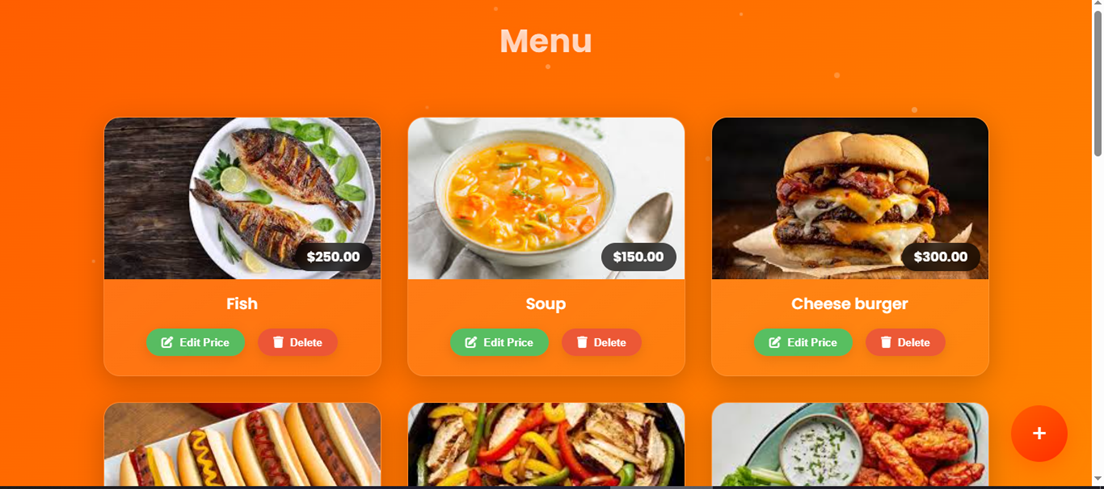 Menu
$250.00
$150.00
$300.00
Fish
Soup
Cheese burger
Edit Price
Delete
Edit Price
Delete
Edit Price
Delete
+